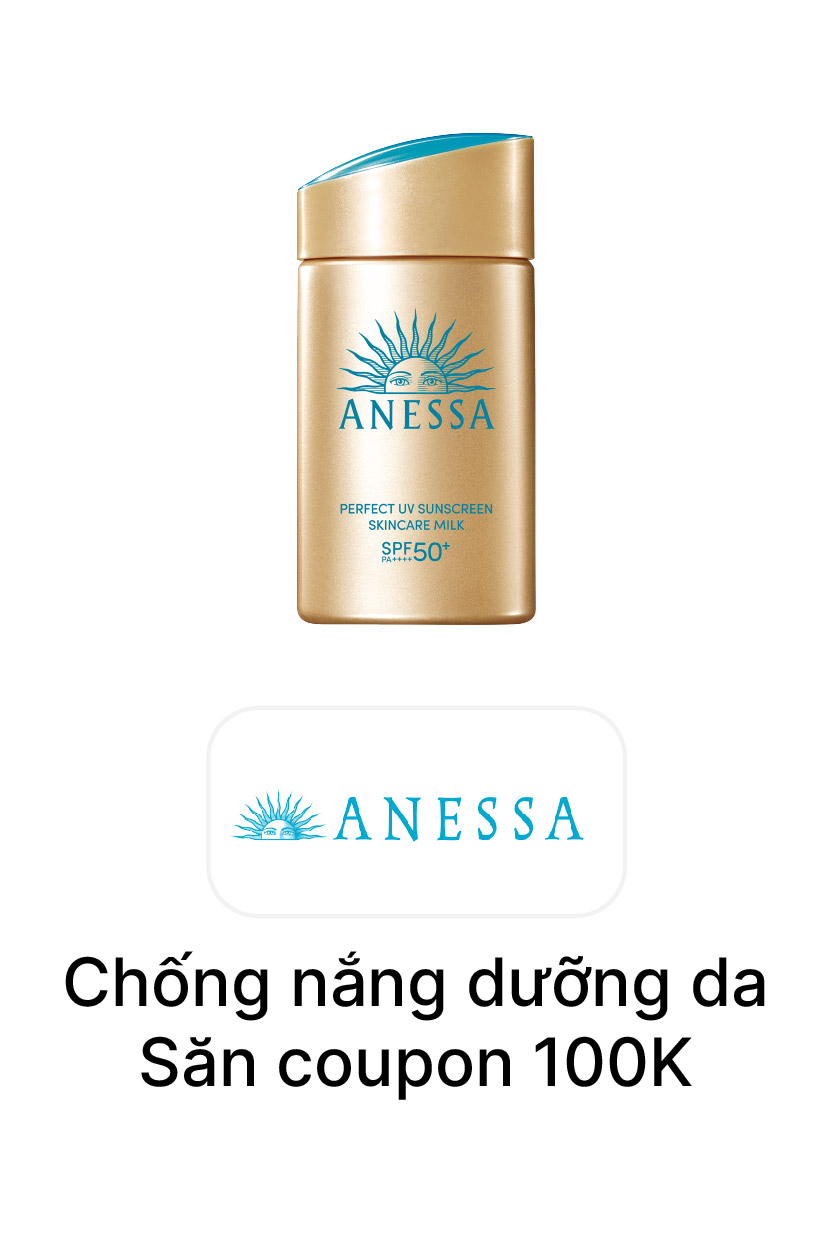 ANESSA
PERFECT UV SUNSCREEN
SKINCARE MILK
SPF50+
PA++++
ANESSA
Chống nắng dưỡng da
Săn coupon 100K